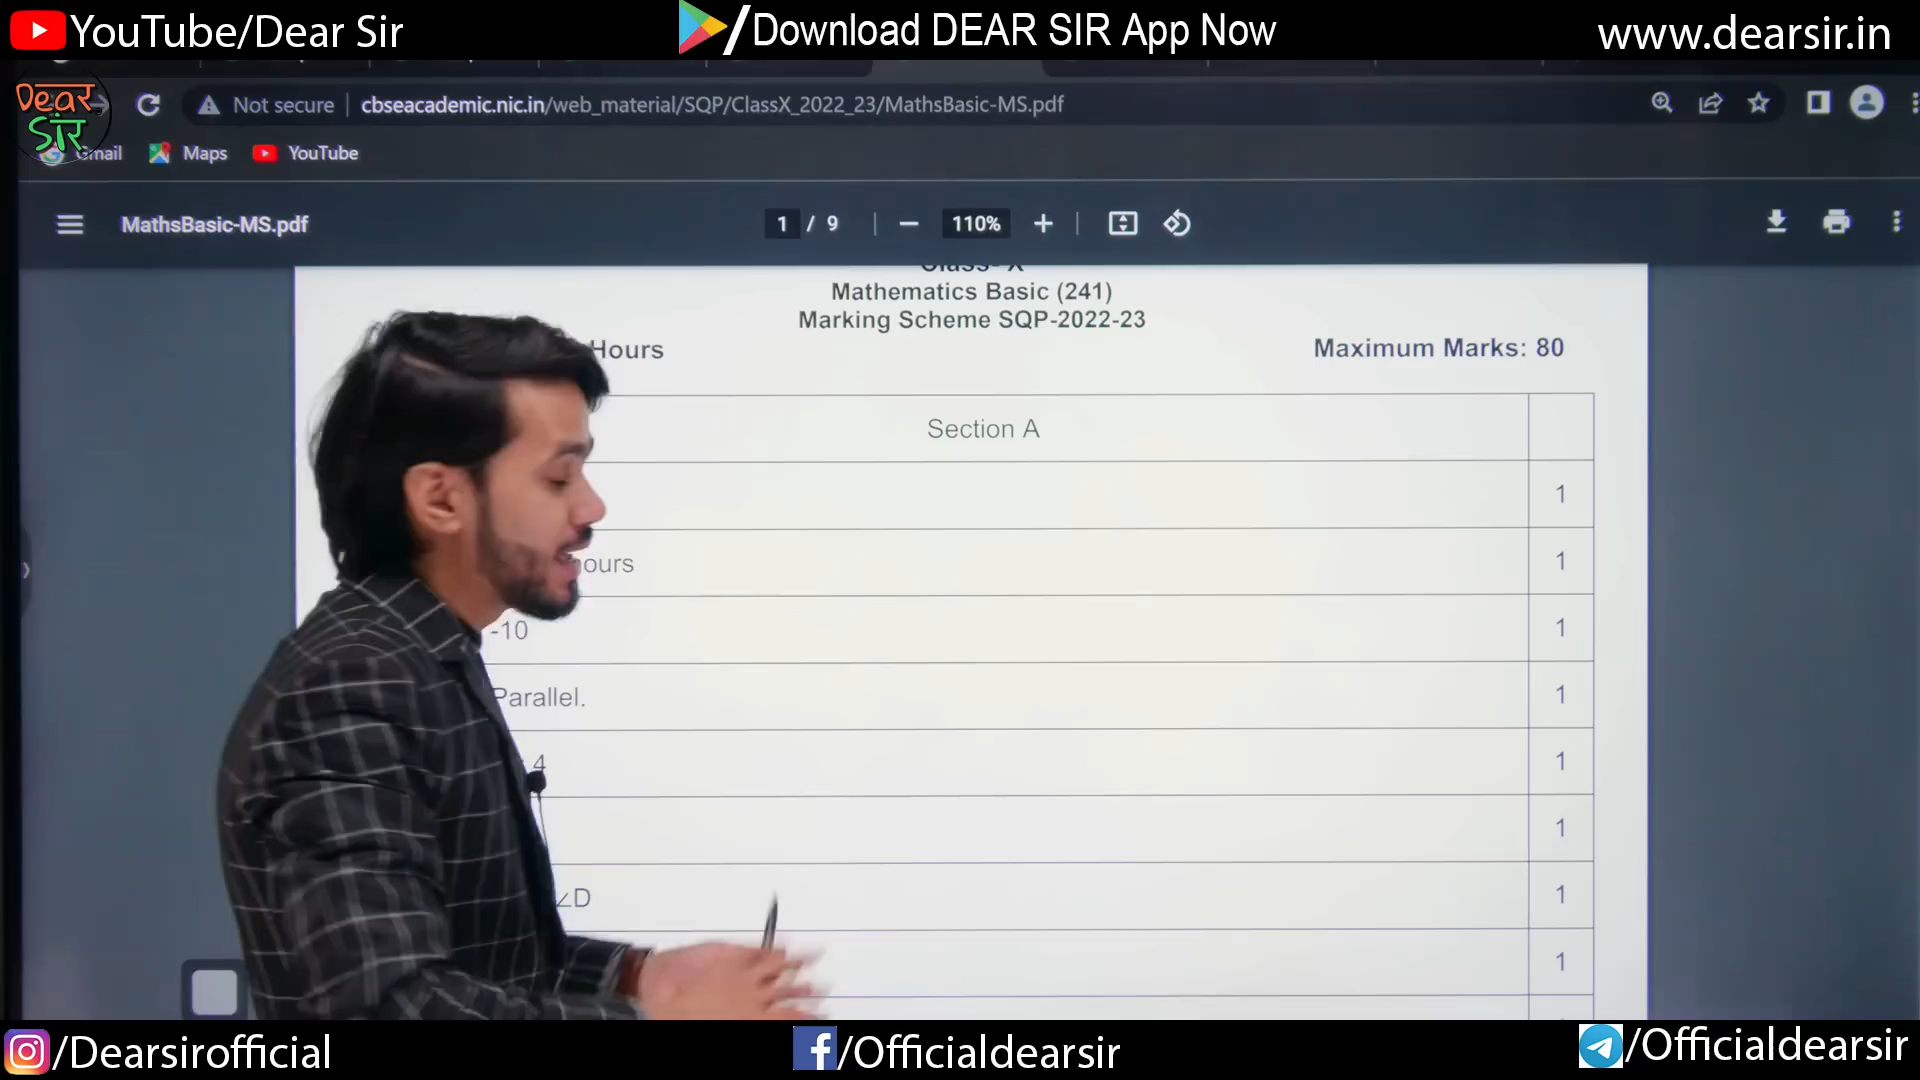 YouTube/Dear Sir
/Download DEAR SIR App Now
www.dearsir.in
Dear सिर
Not secure
cbseacademic.nic.in/web_material/SQP/ClassX_2022_23/MathsBasic-MS.pdf
Gmail
Maps
YouTube
MathsBasic-MS.pdf
1 / 9
110%
Class- X
Mathematics Basic (241)
Marking Scheme SQP-2022-23
Hours
Maximum Marks: 80
Section A
1
1
-10
1
Parallel.
1
4
1
1
∠D
1
1
/Dearsirofficial
/Officialdearsir
/Officialdearsir